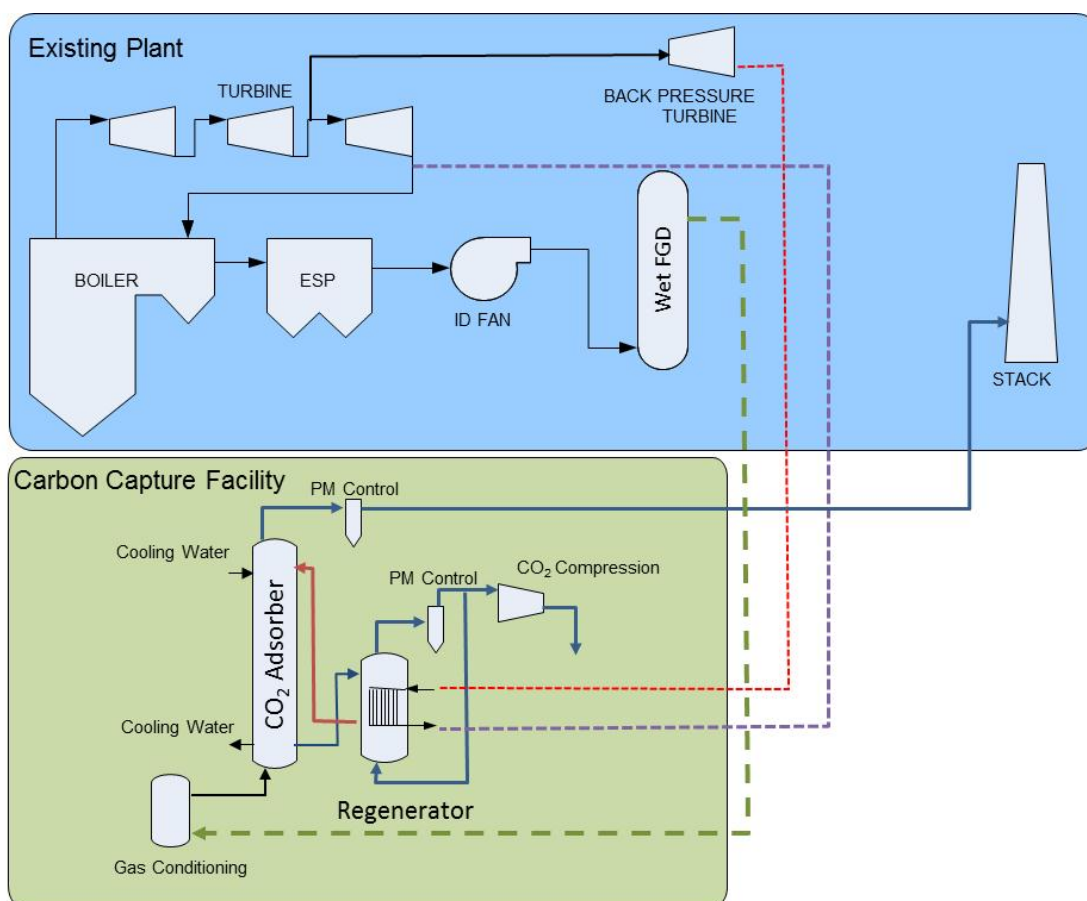 Existing Plant
TURBINE
BACK PRESSURE
TURBINE
BOILER
ESP
ID FAN
Wet FGD
STACK
Carbon Capture Facility
PM Control
Cooling Water
CO₂ Adsorber
PM Control
CO₂ Compression
Cooling Water
Regenerator
Gas Conditioning